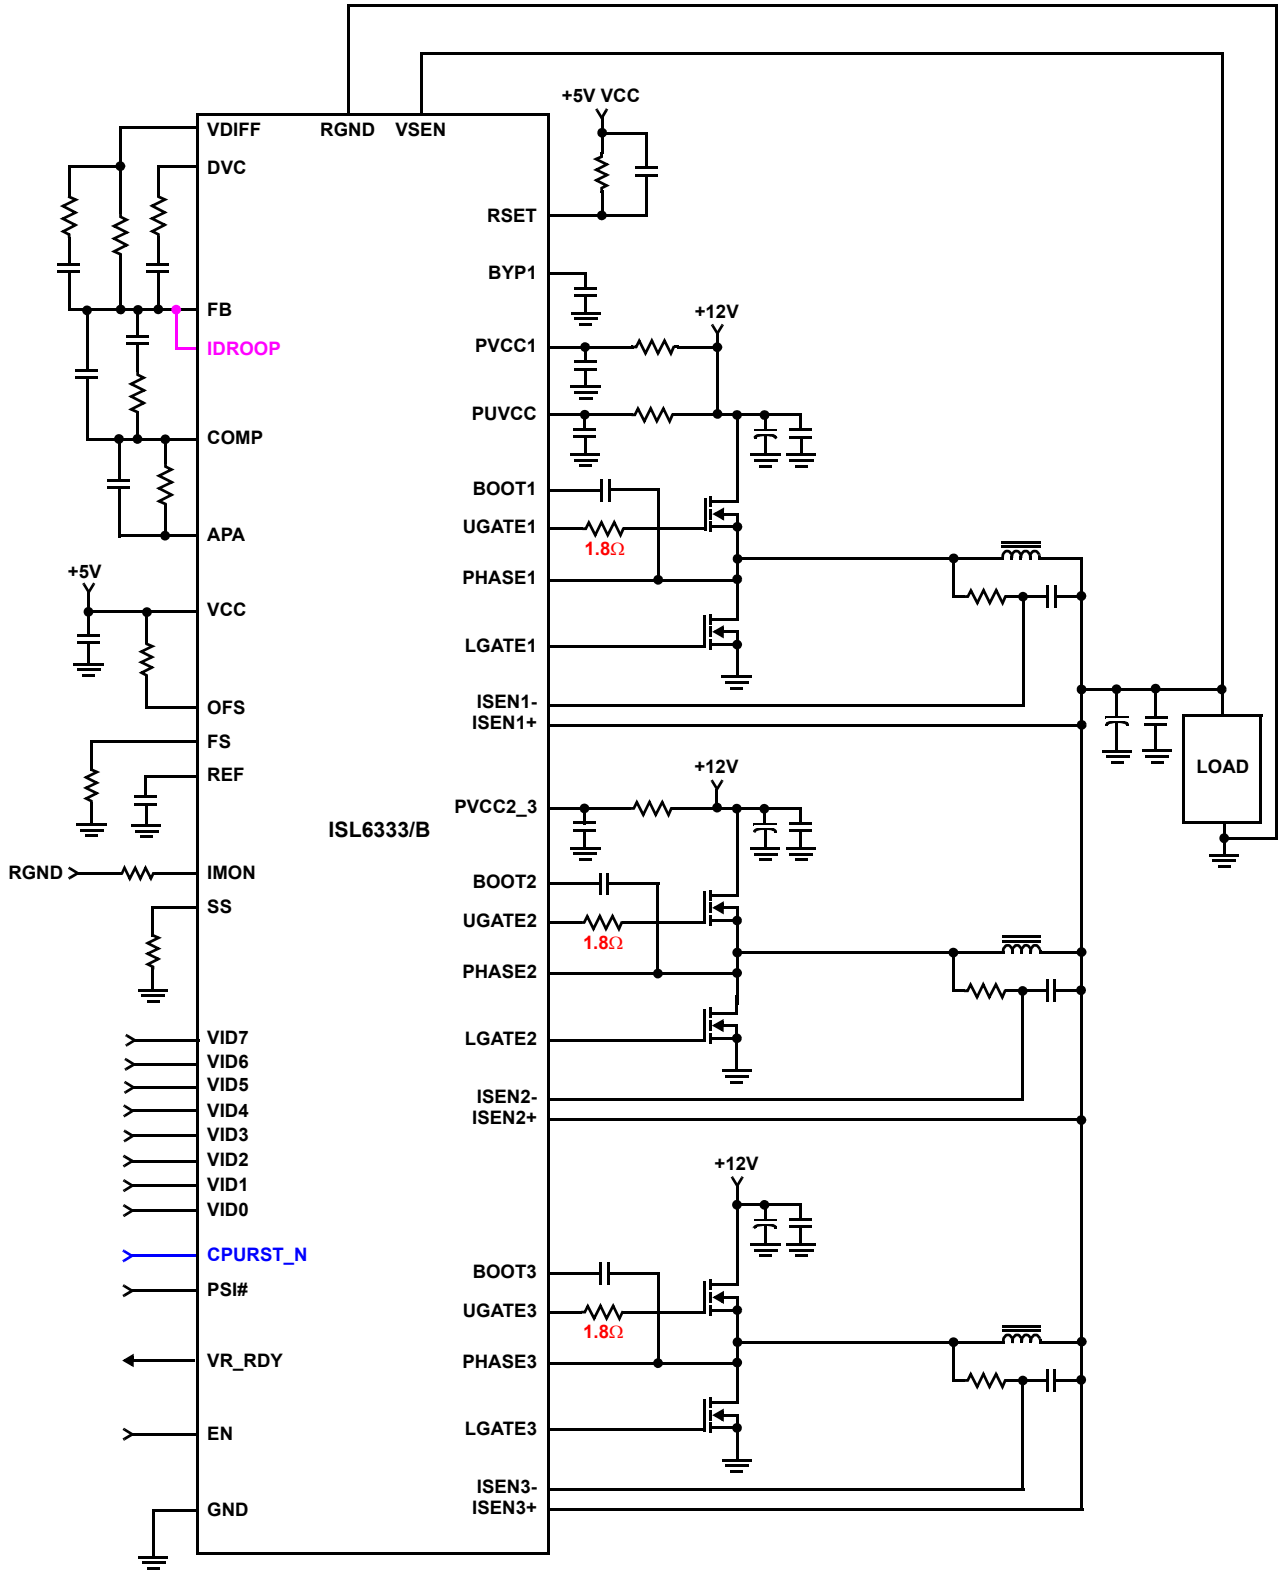 +5V VCC
VDIFF
RGND
VSEN
DVC
RSET
BYP1
FB
+12V
IDROOP
PVCC1
PUVCC
COMP
BOOT1
UGATE1
APA
1.8Ω
+5V
PHASE1
VCC
LGATE1
ISEN1-
OFS
ISEN1+
FS
REF
+12V
LOAD
PVCC2_3
ISL6333/B
RGND
IMON
BOOT2
SS
UGATE2
1.8Ω
PHASE2
VID7
LGATE2
VID6
VID5
ISEN2-
VID4
ISEN2+
VID3
VID2
+12V
VID1
VID0
CPURST_N
BOOT3
PSI#
UGATE3
1.8Ω
VR_RDY
PHASE3
LGATE3
EN
ISEN3-
GND
ISEN3+